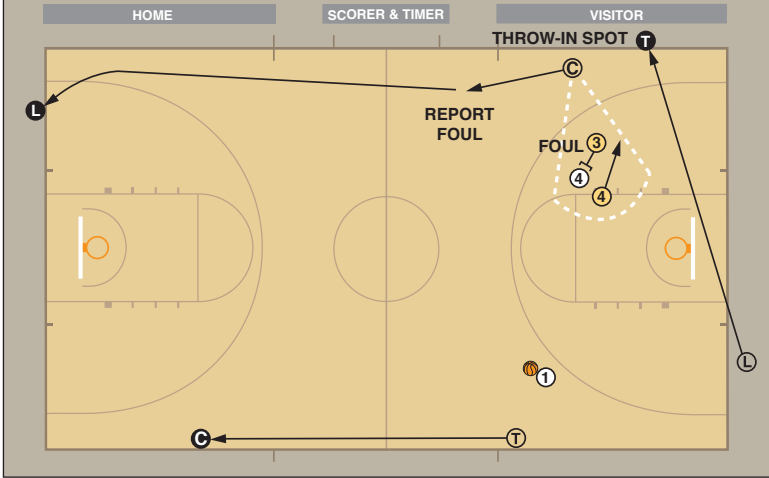 HOME
SCORER & TIMER
VISITOR
THROW-IN SPOT T
C
L
REPORT
FOUL
FOUL 3
4
4
L
1
C
T